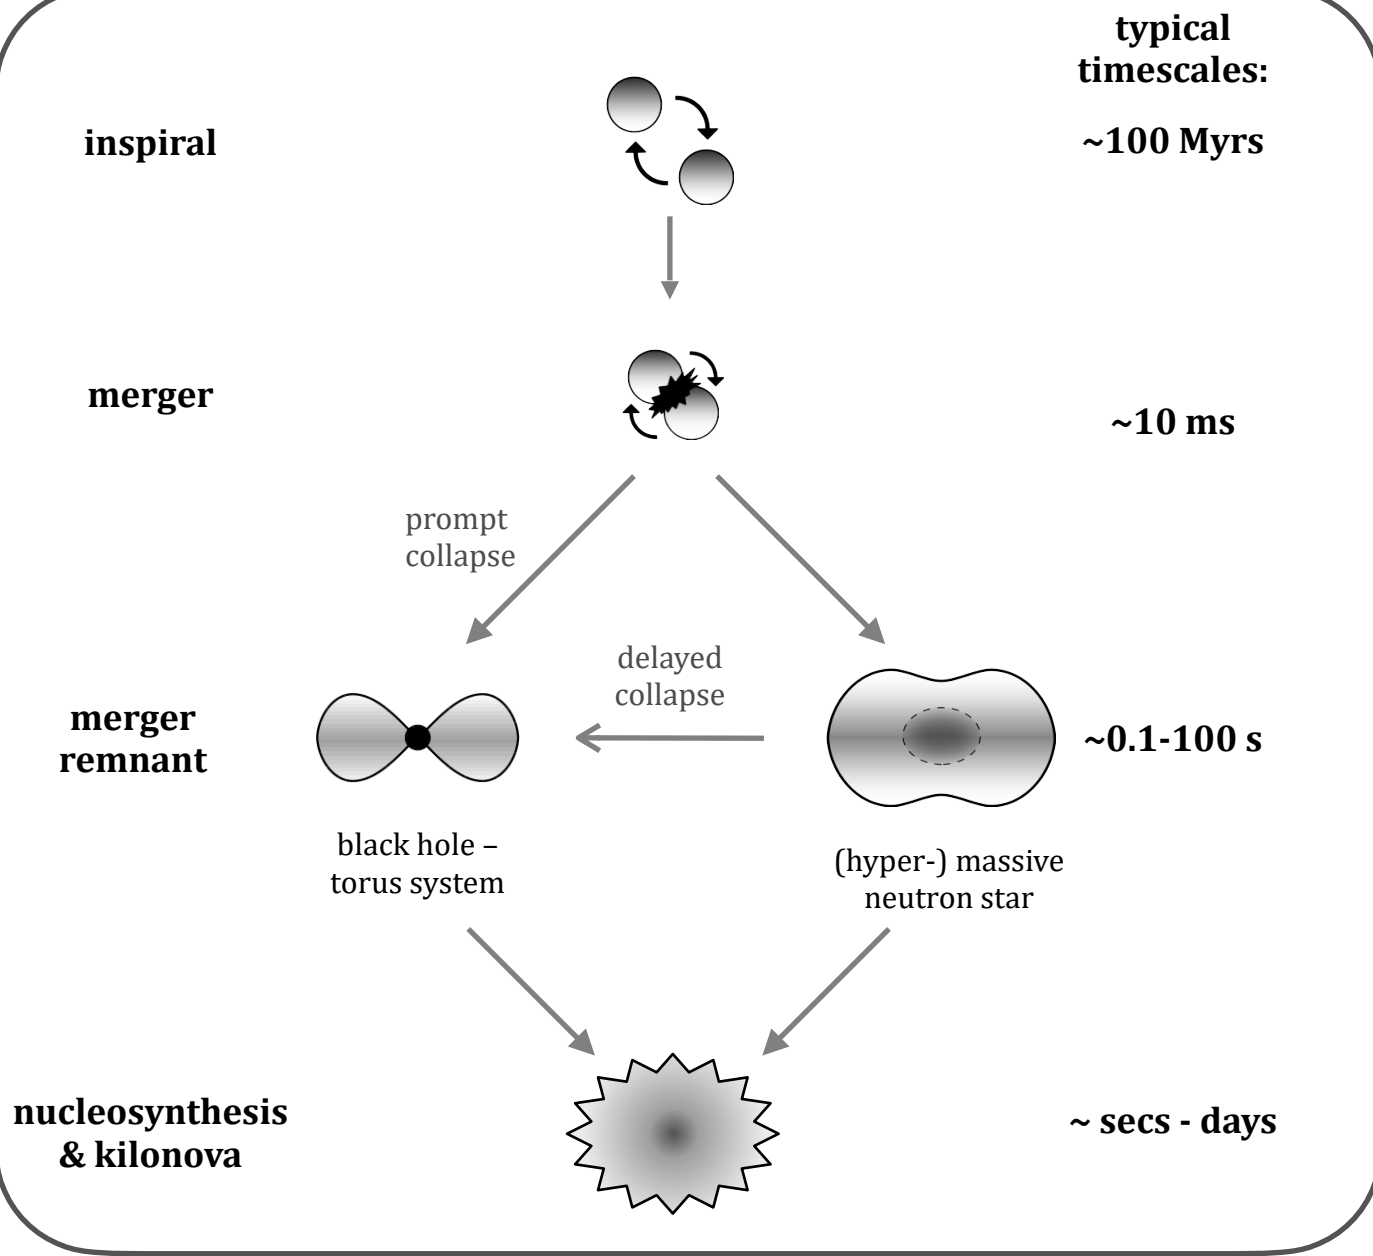 typical
timescales:
inspiral
~100 Myrs
merger
~10 ms
prompt
collapse
delayed
collapse
merger
remnant
~0.1-100 s
black hole –
torus system
(hyper-) massive
neutron star
nucleosynthesis
& kilonova
~ secs - days